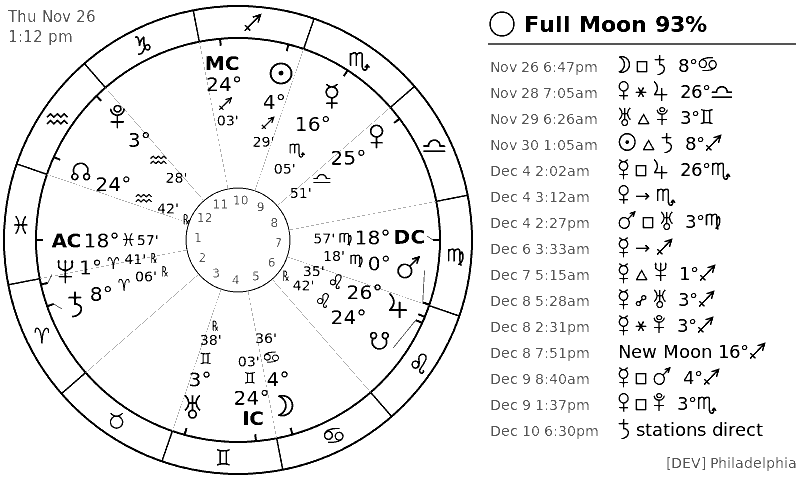 Thu Nov 26
1:12 pm
○ Full Moon 93%
Nov 26 6:47pm ☽ □ ♄ 8°♋
Nov 28 7:05am ♀ ⚹ ♃ 26°♎
Nov 29 6:26am ♅ △ ♇ 3°♊
Nov 30 1:05am ☉ △ ♄ 8°♐
Dec 4 2:02am ☿ □ ♃ 26°♏
Dec 4 3:12am ♀ → ♏
Dec 4 2:27pm ♂ □ ♅ 3°♍
Dec 6 3:33am ☿ → ♐
Dec 7 5:15am ☿ △ ♆ 1°♐
Dec 8 5:28am ☿ ☍ ♅ 3°♐
Dec 8 2:31pm ☿ ⚹ ♇ 3°♐
Dec 8 7:51pm New Moon 16°♐
Dec 9 8:40am ☿ □ ♂ 4°♐
Dec 9 1:37pm ♀ □ ♇ 3°♏
Dec 10 6:30pm ♄ stations direct
[DEV] Philadelphia
♐
♑
♏
♒
♎
♓
♍
♈
♌
♉
♋
♊
MC 24° ♐ 03'
☉ 4° ♐ 29'
☿ 16° ♏ 05'
♀ 25° ♎ 51'
♇ 3° ♒ 28'
☊ 24° ♒ 42' ℞
AC 18° ♓ 57'
♆ 1° ♈ 41' ℞
♄ 8° ♈ 06' ℞
57' ♍ 18° DC
18' ♍ 0° ♂
35' ♌ 26° ♃
℞ 42' ♌ 24° ☋
♅ 3° ♊ 38' ℞
IC 24° ♊ 03'
☽ 4° ♋ 36'
1
2
3
4
5
6
7
8
9
10
11
12